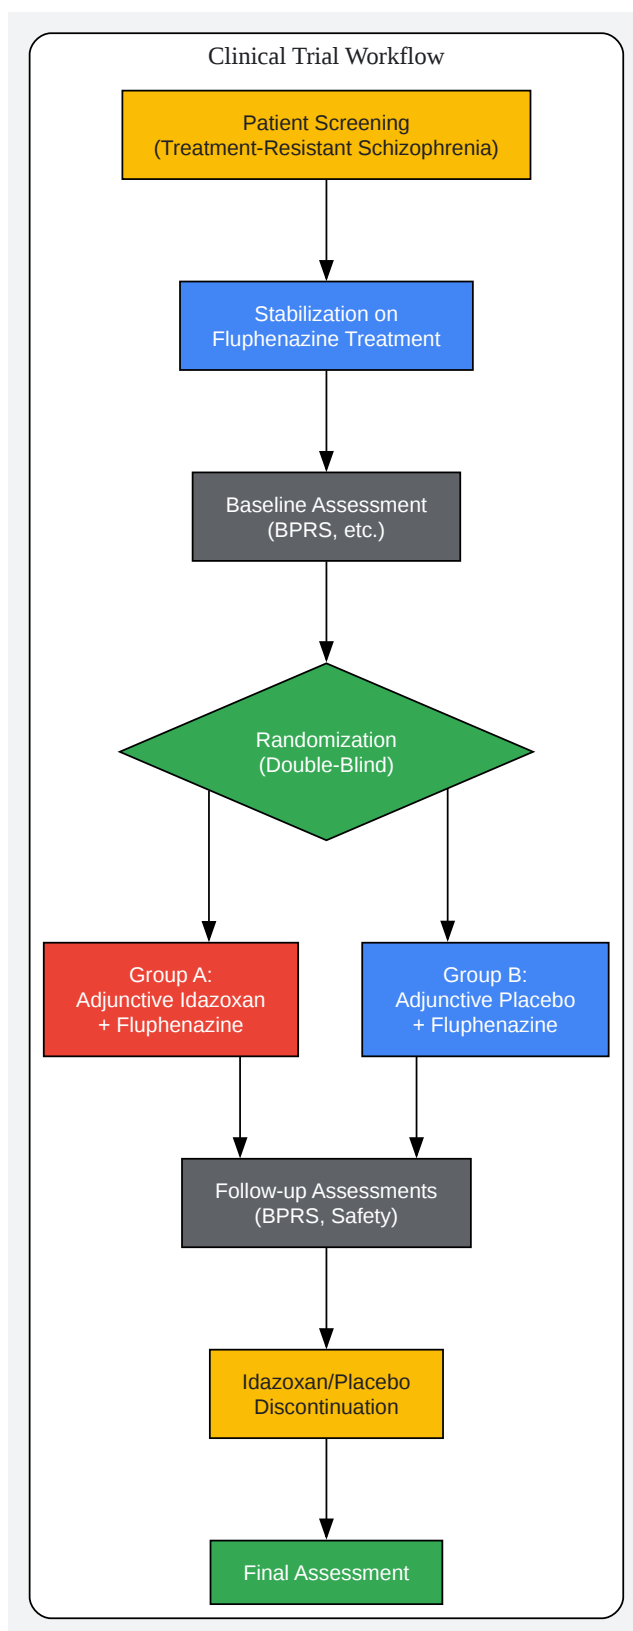 Clinical Trial Workflow
Patient Screening
(Treatment-Resistant Schizophrenia)
Stabilization on
Fluphenazine Treatment
Baseline Assessment
(BPRS, etc.)
Randomization
(Double-Blind)
Group A:
Adjunctive Idazoxan
+ Fluphenazine
Group B:
Adjunctive Placebo
+ Fluphenazine
Follow-up Assessments
(BPRS, Safety)
Idazoxan/Placebo
Discontinuation
Final Assessment